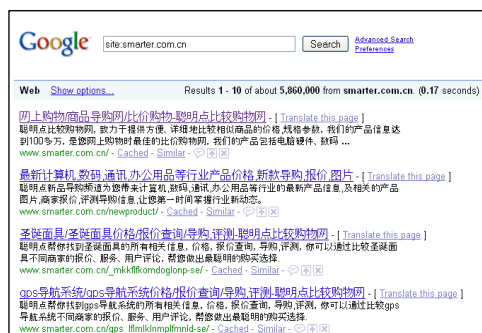 Google site:smarter.com.cn Search Advanced Search
Preferences
Web Show options... Results 1 - 10 of about 5,860,000 from smarter.com.cn. (0.17 seconds)
网上购物/商品导购网/比价购物-聪明点比较购物网 - [ Translate this page ]
聪明点比较购物网, 致力于提供方便、详细地比较相似商品的价格,规格参数, 我们的产品信息达
到100多万, 是您网上购物时最佳的比价购物网, 我们的产品包括电脑硬件、数码 ...
www.smarter.com.cn/ - Cached - Similar -
最新计算机,数码,通讯,办公用品等行业产品价格,新款导购,报价,图片 - [ Translate this page ]
聪明点新品导购频道为您带来计算机,数码,通讯,办公用品等行业的最新产品信息,及相关的产品
图片,商家报价,评测导购信息,让您第一时间掌握行业新动态。
www.smarter.com.cn/newproduct/ - Cached - Similar -
圣诞面具/圣诞面具价格/报价查询/导购,评测-聪明点比较购物网 - [ Translate this page ]
聪明点帮你找到圣诞面具的所有相关信息, 价格, 报价查询, 导购,评测, 你可以通过比较圣诞面
具不同商家的报价、服务、用户评论, 帮您做出最聪明的购买选择.
www.smarter.com.cn/_mkkflfkomdoglonp-se/ - Cached - Similar -
gps导航系统/gps导航系统价格/报价查询/导购,评测-聪明点比较购物网 - [ Translate this page ]
聪明点帮你找到gps导航系统的所有相关信息, 价格, 报价查询, 导购,评测, 你可以通过比较gps
导航系统不同商家的报价、服务、用户评论, 帮您做出最聪明的购买选择.
www.smarter.com.cn/gps_lflmlklnmplfmnld-se/ - Cached - Similar -